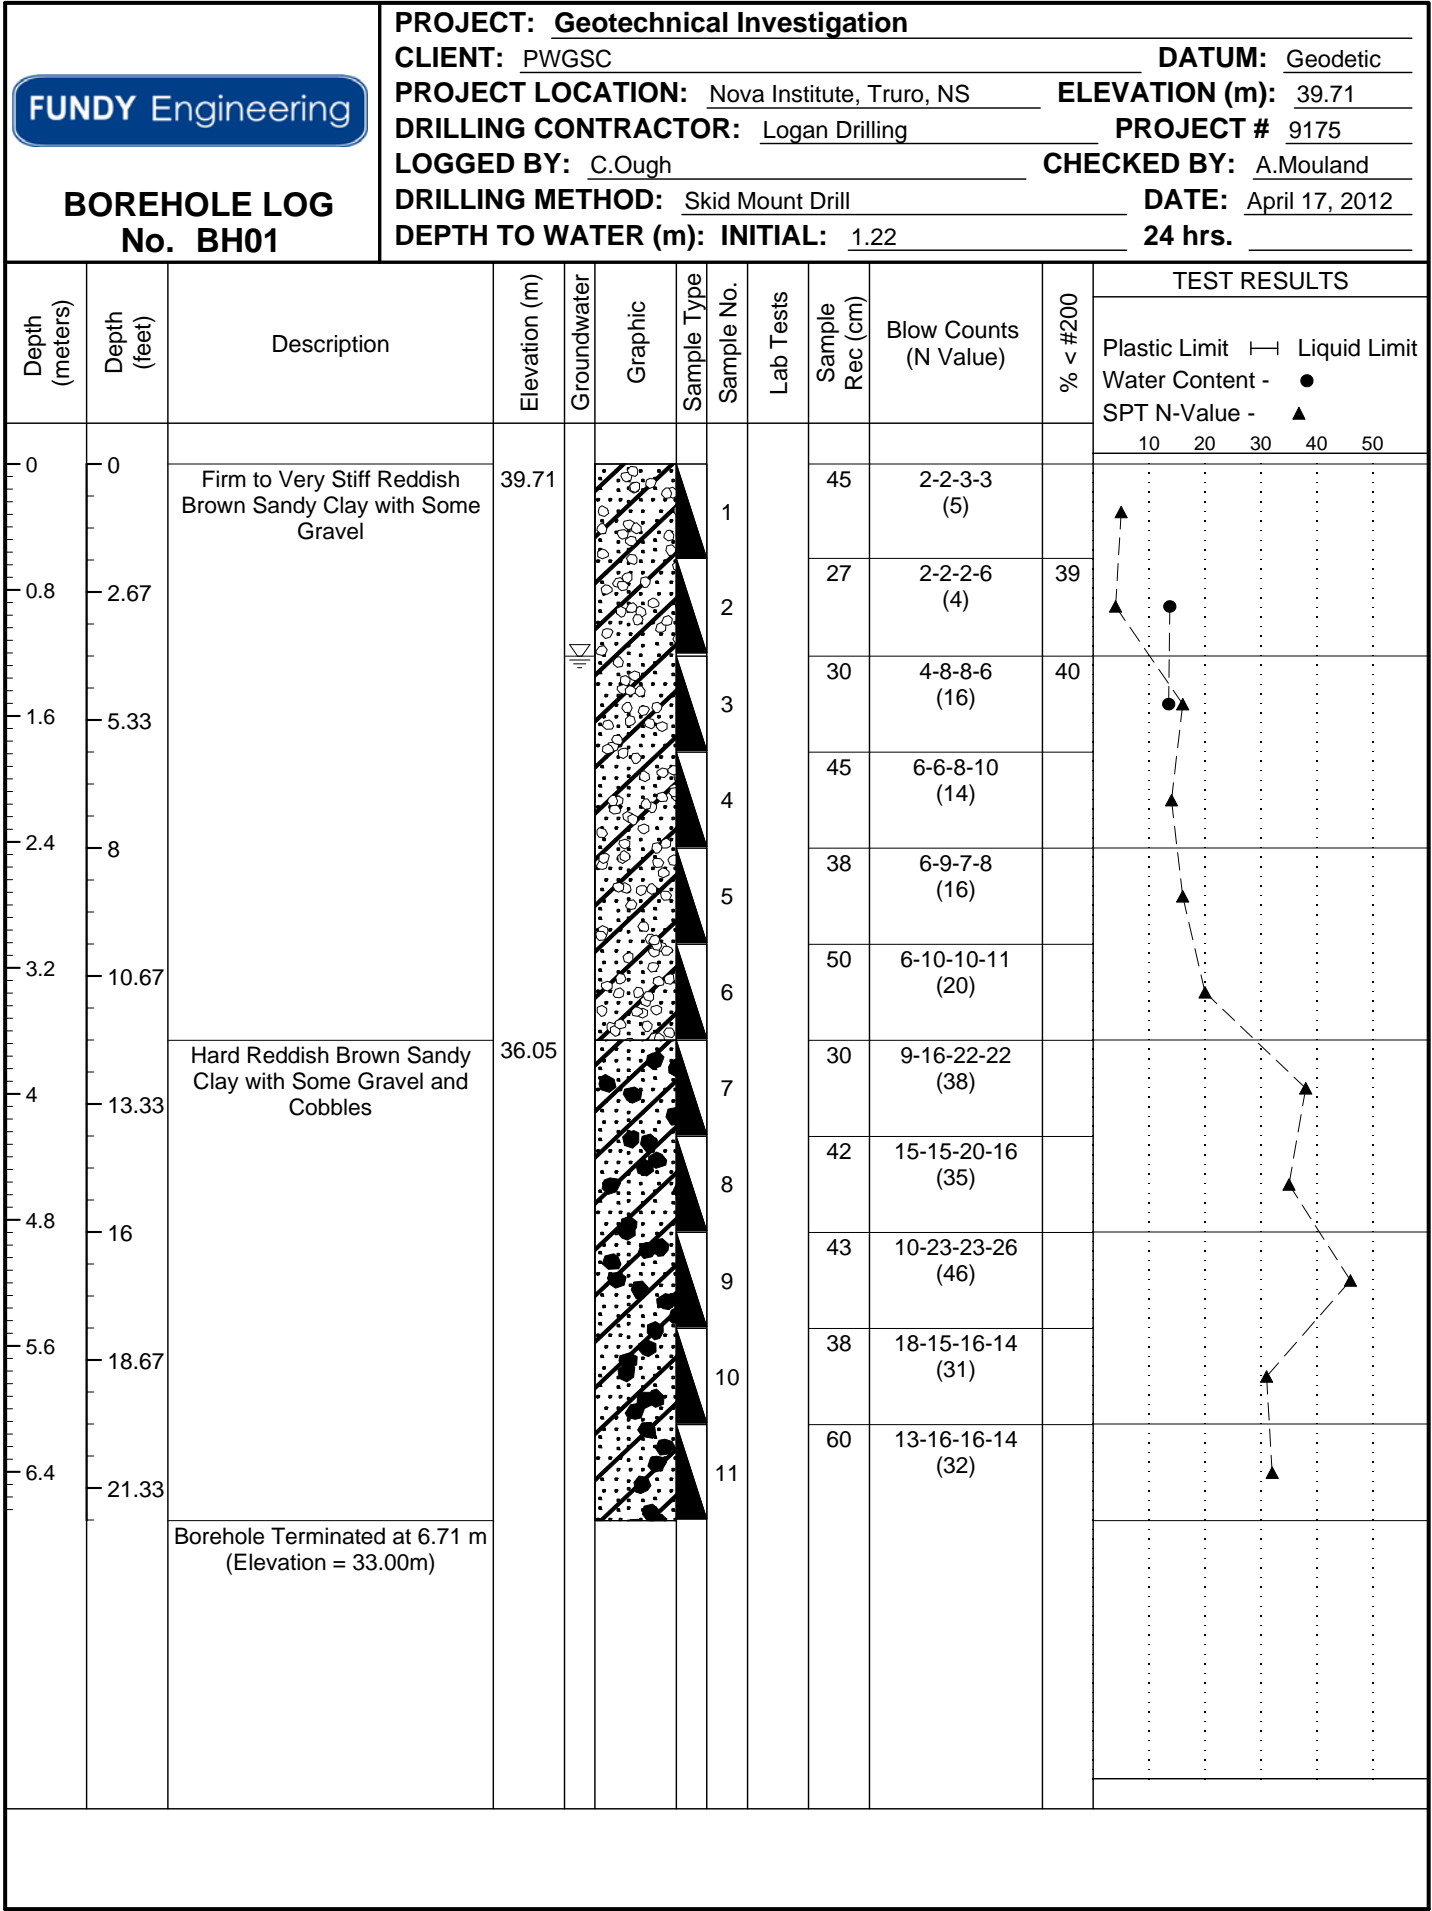 FUNDY Engineering
BOREHOLE LOG
No. BH01
PROJECT: Geotechnical Investigation
CLIENT: PWGSC DATUM: Geodetic
PROJECT LOCATION: Nova Institute, Truro, NS ELEVATION (m): 39.71
DRILLING CONTRACTOR: Logan Drilling PROJECT # 9175
LOGGED BY: C.Ough CHECKED BY: A.Mouland
DRILLING METHOD: Skid Mount Drill DATE: April 17, 2012
DEPTH TO WATER (m): INITIAL: 1.22 24 hrs.
Depth (meters)
Depth (feet)
Description
Elevation (m)
Groundwater
Graphic
Sample Type
Sample No.
Lab Tests
Sample Rec (cm)
Blow Counts
(N Value)
% < #200
TEST RESULTS
Plastic Limit Liquid Limit
Water Content -
SPT N-Value -
10 20 30 40 50
0 0
Firm to Very Stiff Reddish
Brown Sandy Clay with Some
Gravel
39.71
1 45 2-2-3-3
(5)
0.8 2.67
2 27 2-2-2-6 39
(4)
3 30 4-8-8-6 40
(16)
1.6 5.33
4 45 6-6-8-10
(14)
2.4 8
5 38 6-9-7-8
(16)
3.2 10.67
6 50 6-10-10-11
(20)
Hard Reddish Brown Sandy
Clay with Some Gravel and
Cobbles
36.05
7 30 9-16-22-22
(38)
4 13.33
8 42 15-15-20-16
(35)
4.8 16
9 43 10-23-23-26
(46)
5.6 18.67
10 38 18-15-16-14
(31)
11 60 13-16-16-14
(32)
6.4 21.33
Borehole Terminated at 6.71 m
(Elevation = 33.00m)